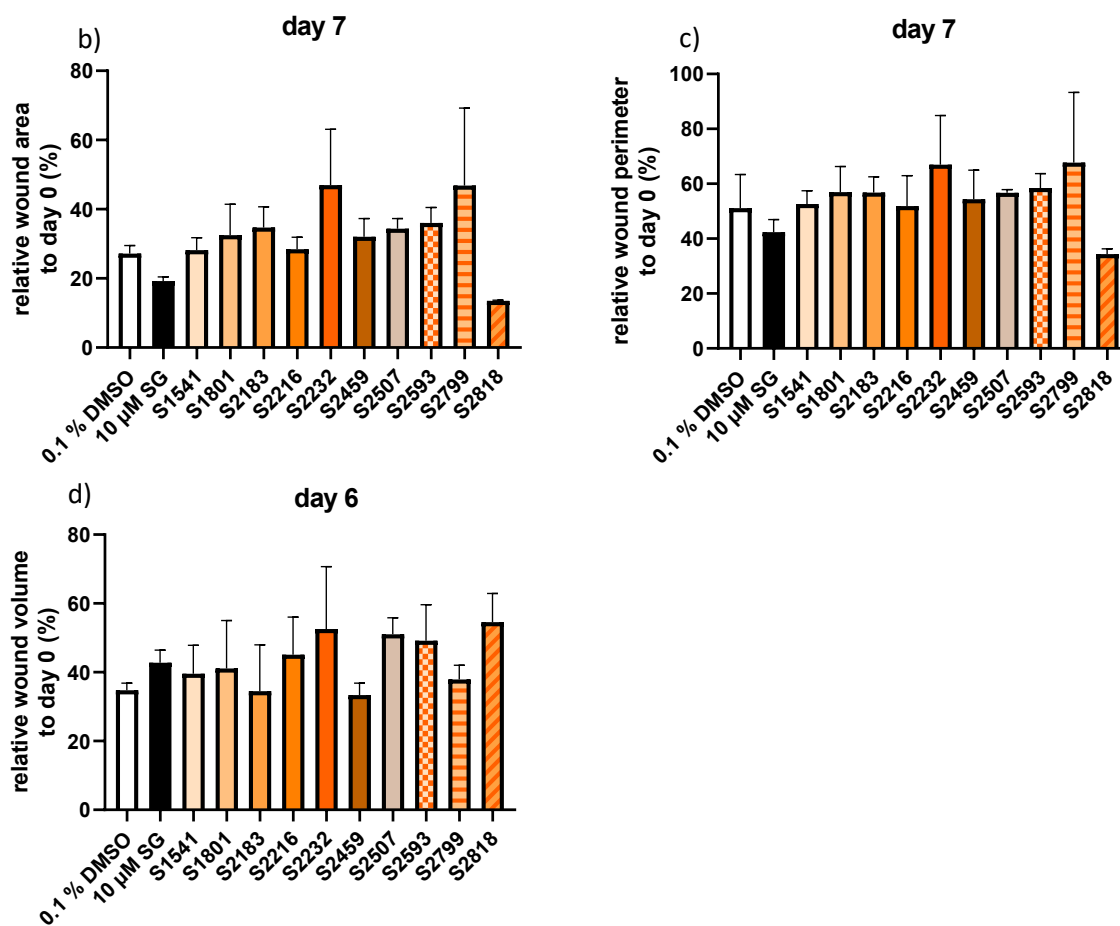 b)
day 7
relative wound area
to day 0 (%)
80
60
40
20
0
0.1 % DMSO
10 µM SG
S1541
S1801
S2183
S2216
S2232
S2459
S2507
S2593
S2799
S2818
c)
day 7
relative wound perimeter
to day 0 (%)
100
80
60
40
20
0
0.1 % DMSO
10 µM SG
S1541
S1801
S2183
S2216
S2232
S2459
S2507
S2593
S2799
S2818
d)
day 6
relative wound volume
to day 0 (%)
80
60
40
20
0
0.1 % DMSO
10 µM SG
S1541
S1801
S2183
S2216
S2232
S2459
S2507
S2593
S2799
S2818